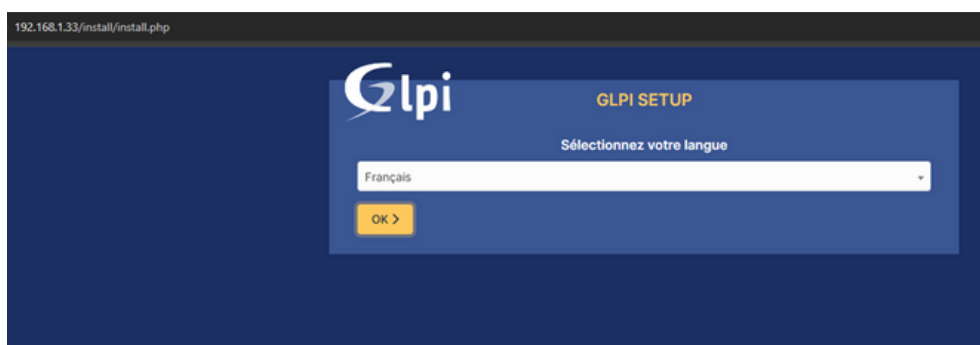 192.168.1.33/install/install.php
Glpi
GLPI SETUP
Sélectionnez votre langue
Français
OK >